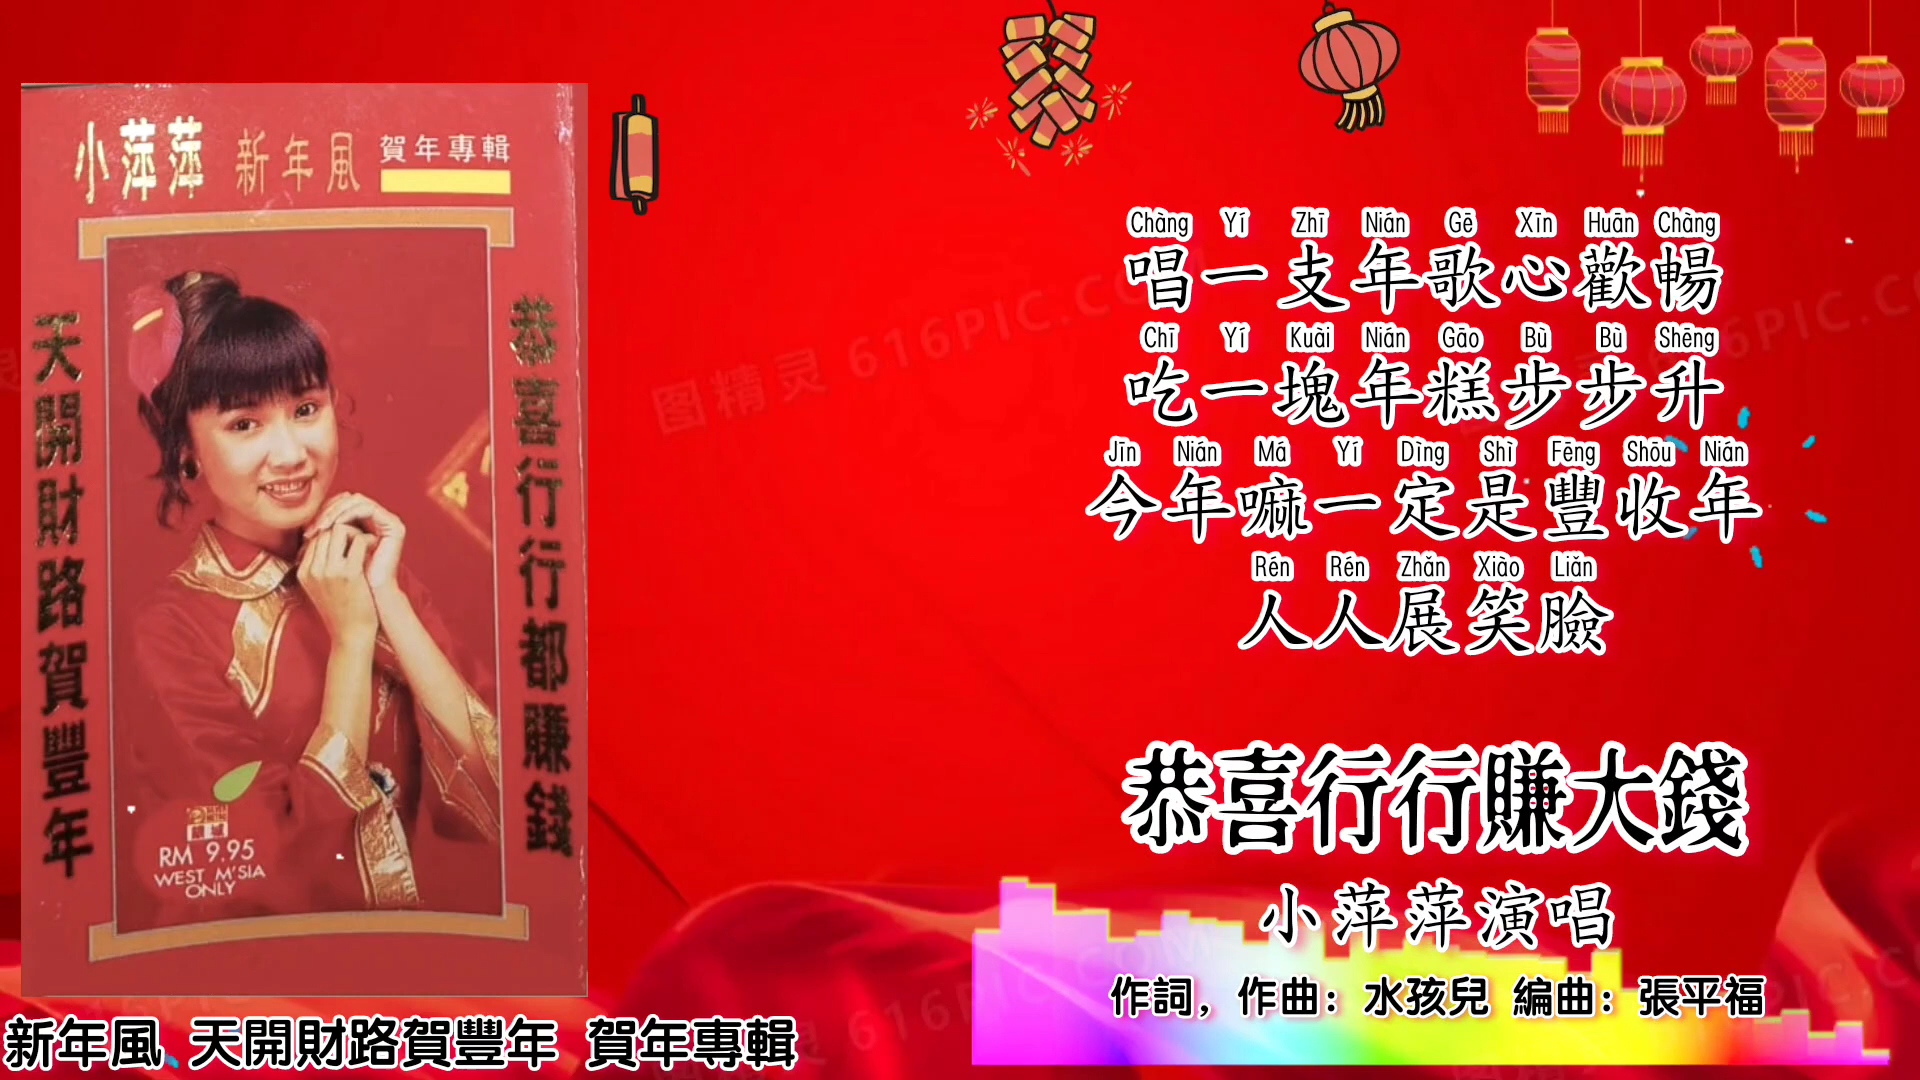 小萍萍 新年風 賀年專輯
天開財路賀豐年
恭喜行行都賺錢
RM 9.95
WEST M'SIA
ONLY
新年風 天開財路賀豐年 賀年專輯
Chàng Yí Zhī Nián Gē Xīn Huān Chàng
唱一支年歌心歡暢
Chī Yí Kuài Nián Gāo Bù Bù Shēng
吃一塊年糕步步升
Jīn Nián Má Yí Dìng Shì Fēng Shōu Nián
今年嘛一定是豐收年
Rén Rén Zhǎn Xiào Liǎn
人人展笑臉
恭喜行行賺大錢
小萍萍演唱
作詞，作曲：水孩兒 編曲：張平福
图精灵 616PIC.COM